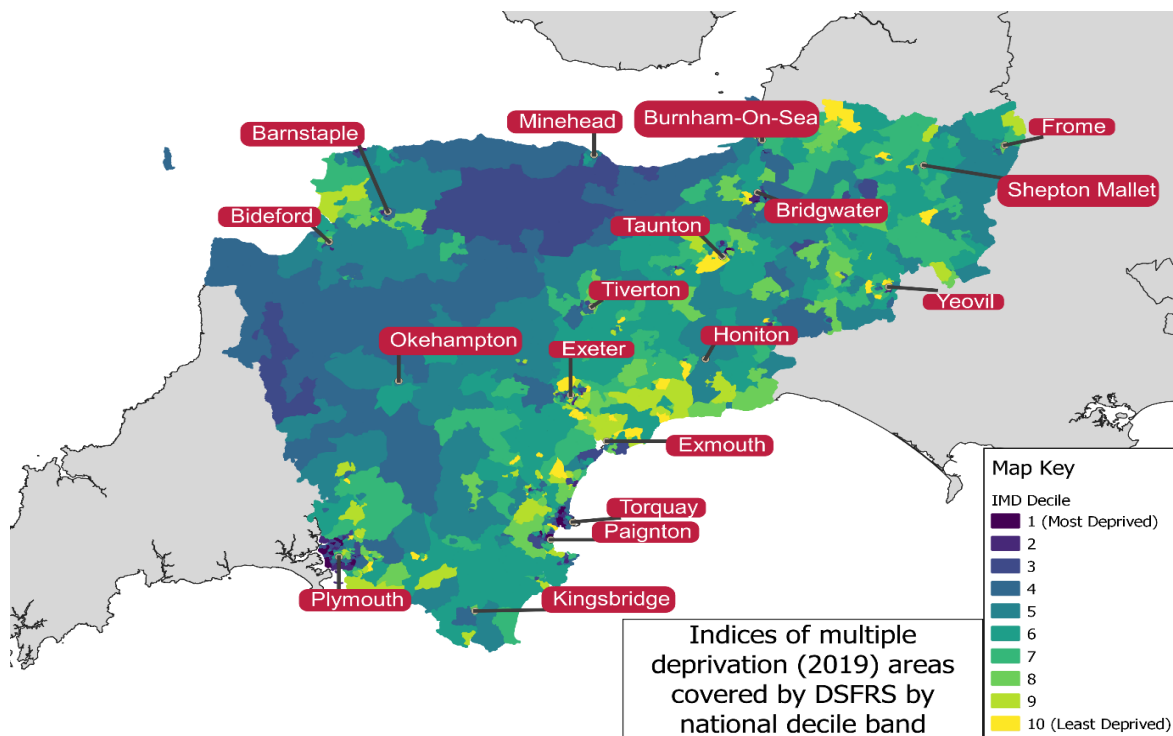 Minehead
Burnham-On-Sea
Barnstaple
Frome
Shepton Mallet
Bideford
Bridgwater
Taunton
Tiverton
Yeovil
Okehampton
Honiton
Exeter
Exmouth
Torquay
Paignton
Plymouth
Kingsbridge
Map Key
IMD Decile
1 (Most Deprived)
2
3
4
5
6
7
8
9
10 (Least Deprived)
Indices of multiple
deprivation (2019) areas
covered by DSFRS by
national decile band